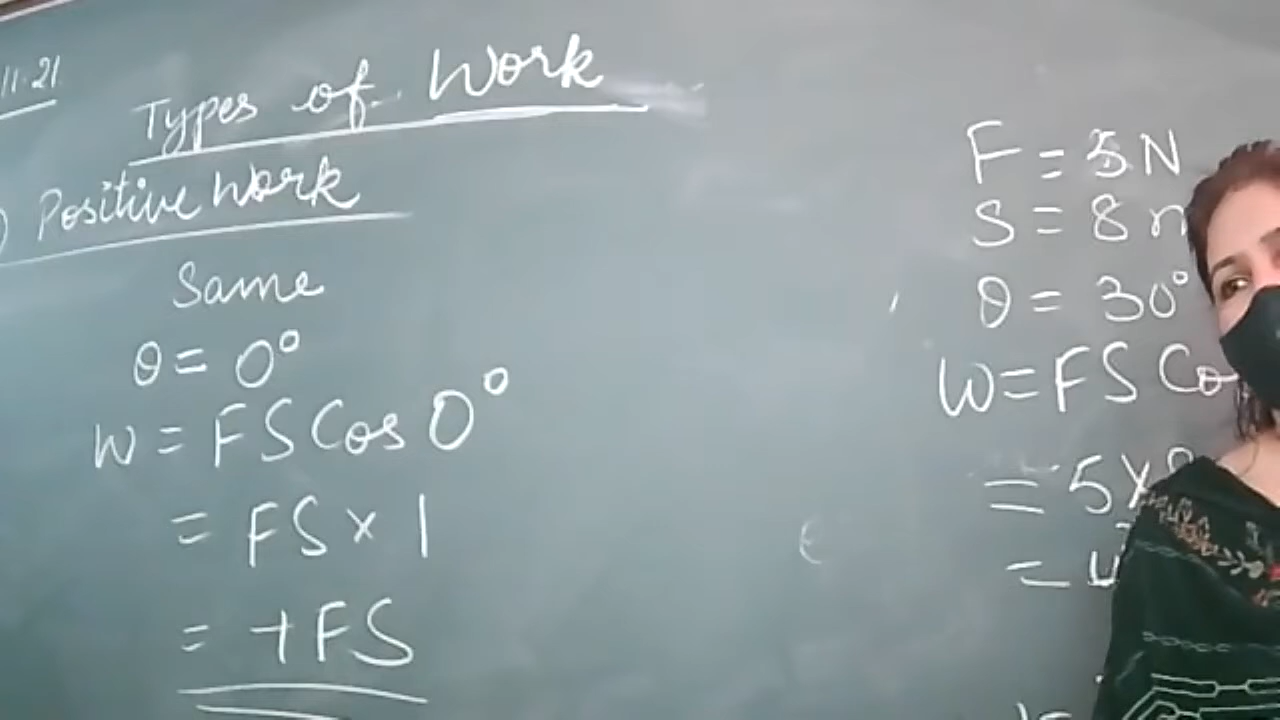 11.21
Types of Work
) Positive Work
Same
θ = 0°
W = FS Cos 0°
= FS × 1
= +FS
F = 5N
S = 8
θ = 30°
W = FS Co
= 5 ×
= 4